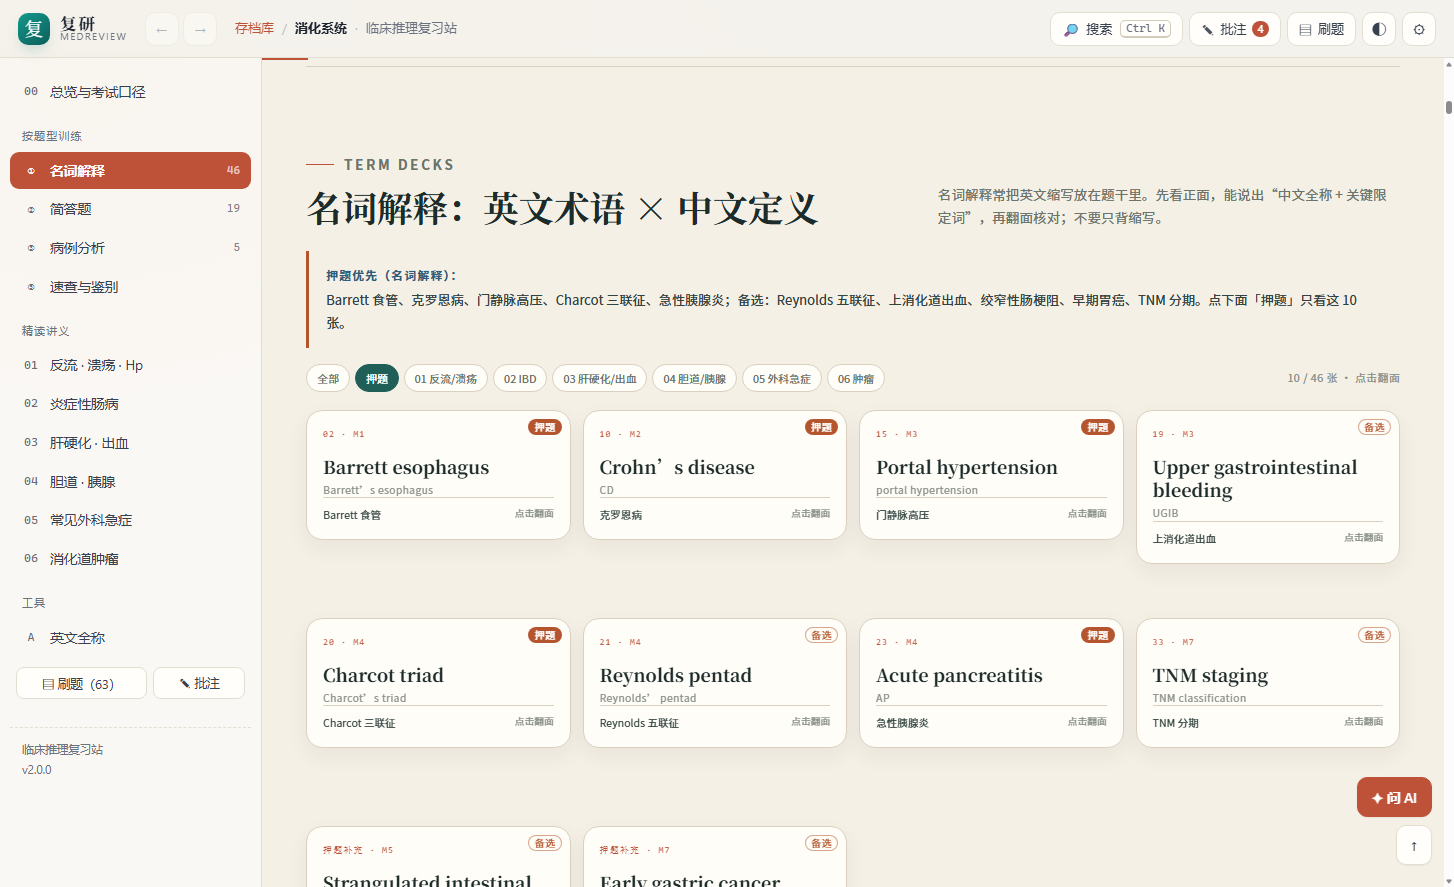 复 复研
MEDREVIEW
← →
存档库 / 消化系统 · 临床推理复习站
搜索 Ctrl K
批注 4
刷题
00 总览与考试口径
按题型训练
① 名词解释 46
简答题 19
病例分析 5
速查与鉴别
精读讲义
01 反流 · 溃疡 · Hp
02 炎症性肠病
03 肝硬化 · 出血
04 胆道 · 胰腺
05 常见外科急症
06 消化道肿瘤
工具
A 英文全称
刷题（63）
批注
临床推理复习站
v2.0.0
TERM DECKS
名词解释：英文术语 × 中文定义
名词解释常把英文缩写放在题干里。先看正面，能说出“中文全称 + 关键限
定词”，再翻面核对；不要只背缩写。
押题优先（名词解释）：
Barrett 食管、克罗恩病、门静脉高压、Charcot 三联征、急性胰腺炎；备选：Reynolds 五联征、上消化道出血、绞窄性肠梗阻、早期胃癌、TNM 分期。点下面「押题」只看这 10
张。
全部
押题
01 反流/溃疡
02 IBD
03 肝硬化/出血
04 胆道/胰腺
05 外科急症
06 肿瘤
10 / 46 张 · 点击翻面
02 · M1
押题
Barrett esophagus
Barrett’s esophagus
Barrett 食管
点击翻面
10 · M2
押题
Crohn’s disease
CD
克罗恩病
点击翻面
15 · M3
押题
Portal hypertension
portal hypertension
门静脉高压
点击翻面
19 · M3
备选
Upper gastrointestinal
bleeding
UGIB
上消化道出血
点击翻面
20 · M4
押题
Charcot triad
Charcot’s triad
Charcot 三联征
点击翻面
21 · M4
备选
Reynolds pentad
Reynolds’ pentad
Reynolds 五联征
点击翻面
23 · M4
押题
Acute pancreatitis
AP
急性胰腺炎
点击翻面
33 · M7
备选
TNM staging
TNM classification
TNM 分期
点击翻面
押题补充 · M5
备选
Strangulated intestinal
押题补充 · M7
备选
Early gastric cancer
问 AI
↑